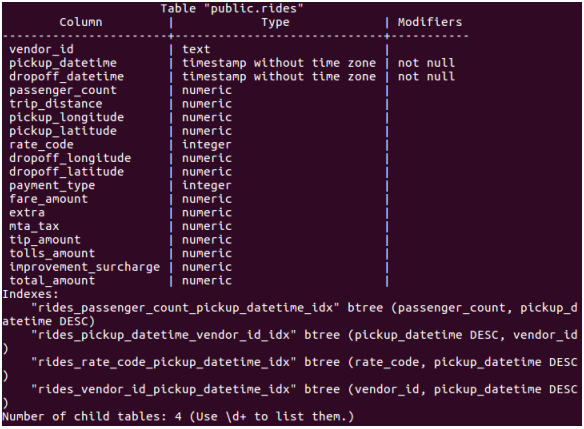 Table "public.rides"
        Column         |            Type             | Modifiers
-----------------------+-----------------------------+-----------
 vendor_id             | text                        |
 pickup_datetime       | timestamp without time zone | not null
 dropoff_datetime      | timestamp without time zone | not null
 passenger_count       | numeric                     |
 trip_distance         | numeric                     |
 pickup_longitude      | numeric                     |
 pickup_latitude       | numeric                     |
 rate_code             | integer                     |
 dropoff_longitude     | numeric                     |
 dropoff_latitude      | numeric                     |
 payment_type          | integer                     |
 fare_amount           | numeric                     |
 extra                 | numeric                     |
 mta_tax               | numeric                     |
 tip_amount            | numeric                     |
 tolls_amount          | numeric                     |
 improvement_surcharge | numeric                     |
 total_amount          | numeric                     |
Indexes:
    "rides_passenger_count_pickup_datetime_idx" btree (passenger_count, pickup_d
atetime DESC)
    "rides_pickup_datetime_vendor_id_idx" btree (pickup_datetime DESC, vendor_id
)
    "rides_rate_code_pickup_datetime_idx" btree (rate_code, pickup_datetime DESC
)
    "rides_vendor_id_pickup_datetime_idx" btree (vendor_id, pickup_datetime DESC
)
Number of child tables: 4 (Use \d+ to list them.)